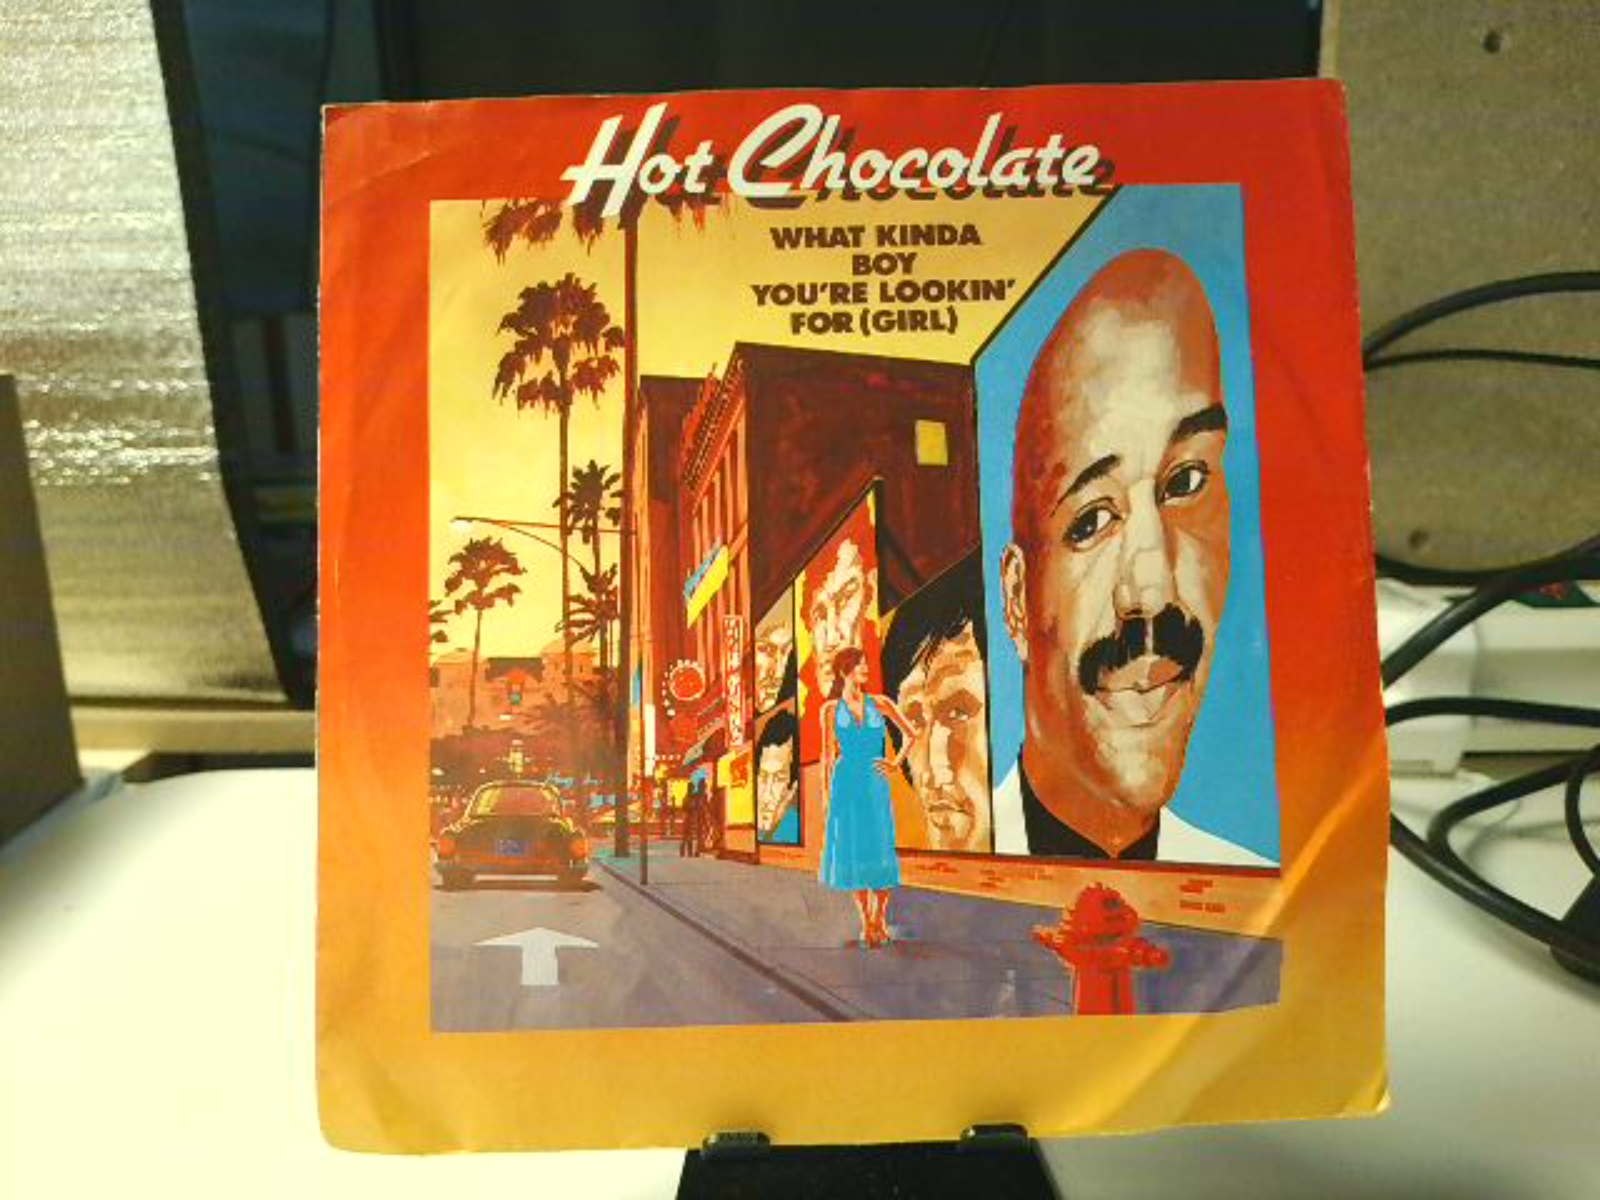 Hot Chocolate
WHAT KINDA
BOY
YOU'RE LOOKIN'
FOR (GIRL)